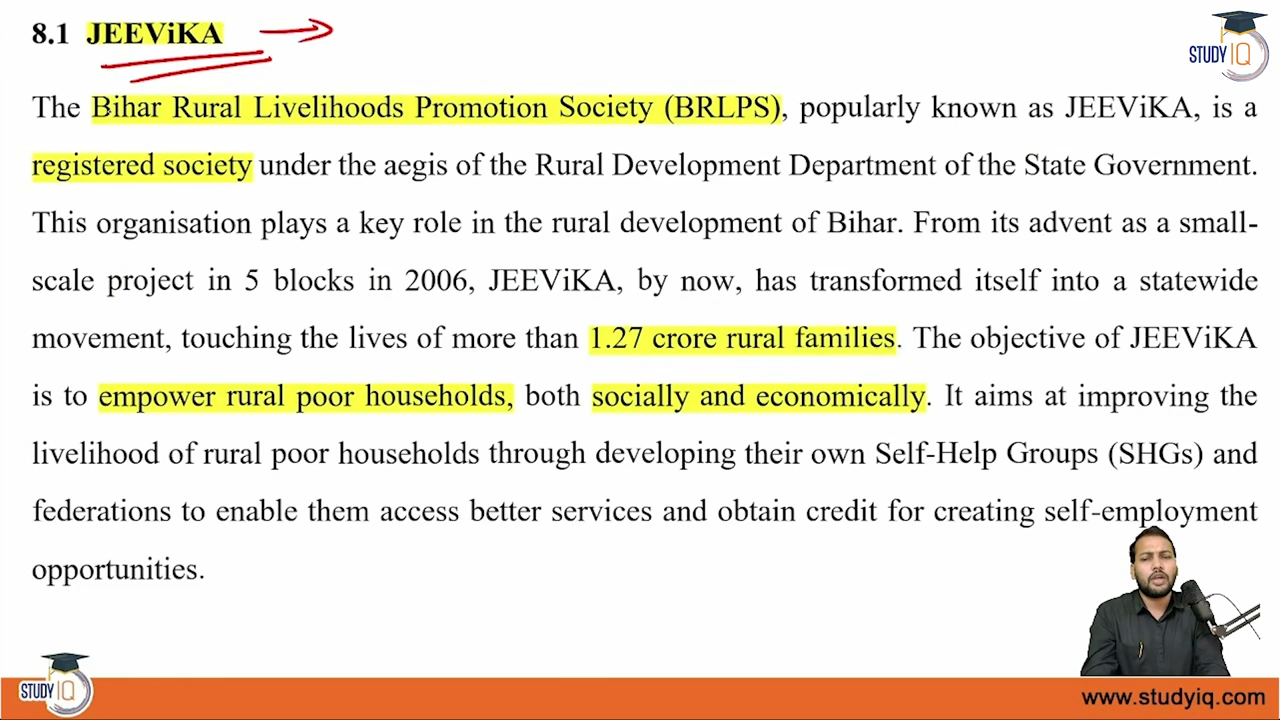 8.1 JEEViKA
STUDY IQ
The Bihar Rural Livelihoods Promotion Society (BRLPS), popularly known as JEEViKA, is a
registered society under the aegis of the Rural Development Department of the State Government.
This organisation plays a key role in the rural development of Bihar. From its advent as a small-
scale project in 5 blocks in 2006, JEEViKA, by now, has transformed itself into a statewide
movement, touching the lives of more than 1.27 crore rural families. The objective of JEEViKA
is to empower rural poor households, both socially and economically. It aims at improving the
livelihood of rural poor households through developing their own Self-Help Groups (SHGs) and
federations to enable them access better services and obtain credit for creating self-employment
opportunities.
STUDY IQ
www.studyiq.com